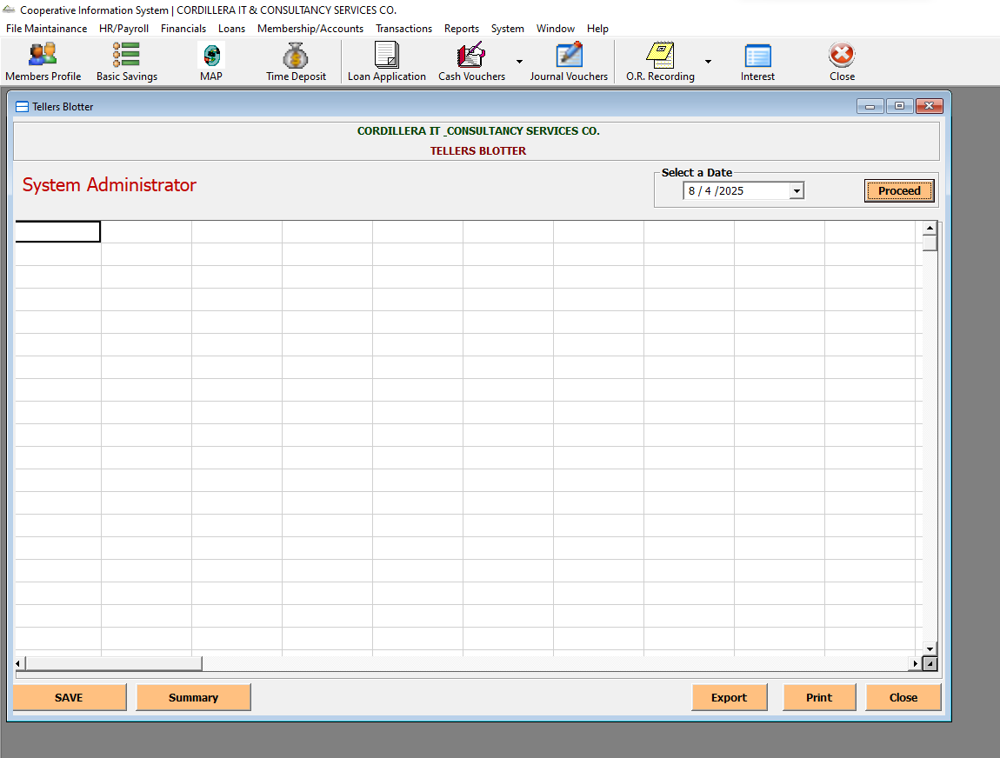 Cooperative Information System | CORDILLERA IT & CONSULTANCY SERVICES CO.
File Maintainance HR/Payroll Financials Loans Membership/Accounts Transactions Reports System Window Help
Members Profile Basic Savings MAP Time Deposit Loan Application Cash Vouchers Journal Vouchers O.R. Recording Interest Close
Tellers Blotter
CORDILLERA IT _CONSULTANCY SERVICES CO.
TELLERS BLOTTER
System Administrator
Select a Date
8 / 4 /2025
Proceed
SAVE Summary Export Print Close